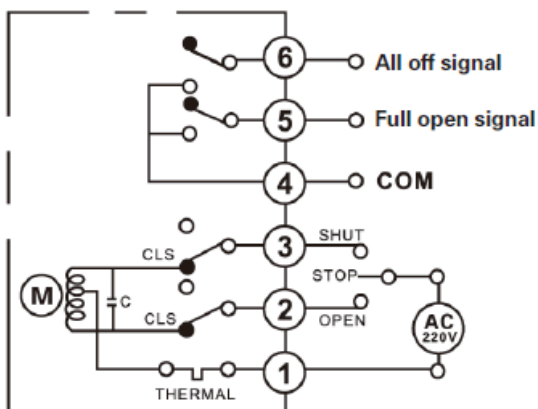 6 All off signal
5 Full open signal
4 COM
CLS 3 SHUT
STOP
M C
CLS 2 OPEN
AC
220V
1
THERMAL